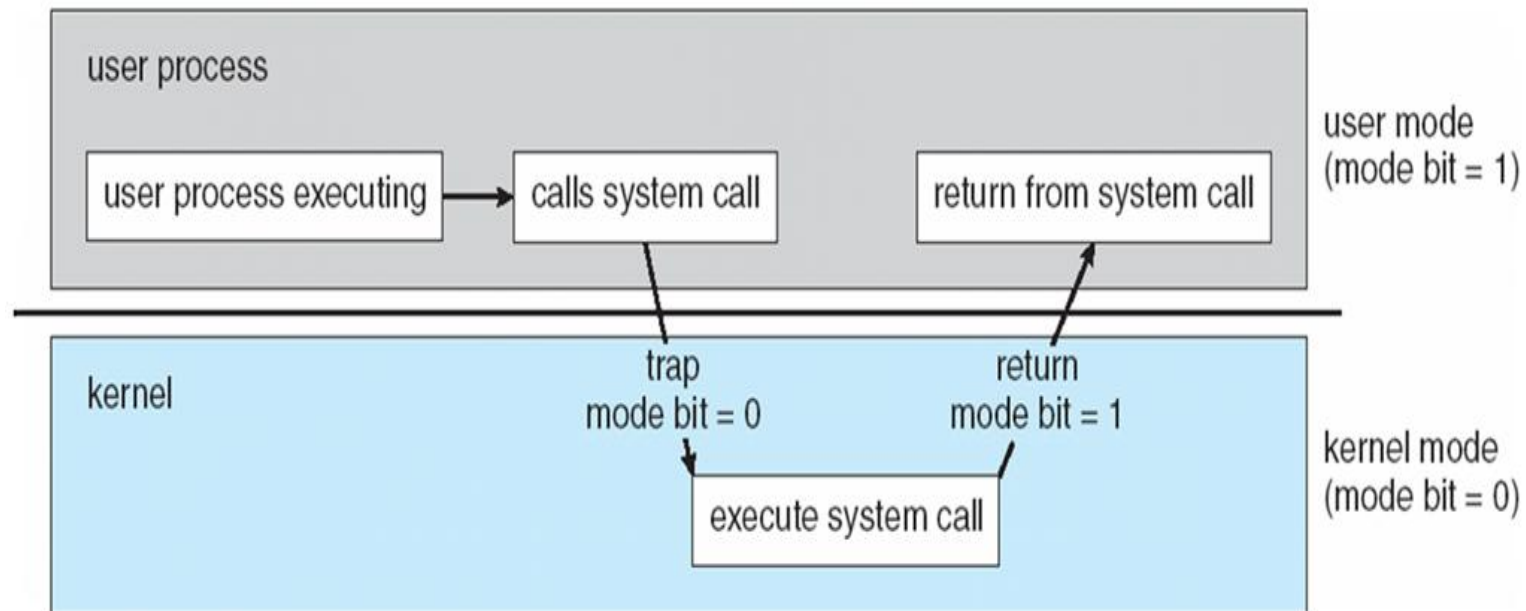 user process
user process executing
calls system call
return from system call
user mode
(mode bit = 1)
kernel
trap
mode bit = 0
return
mode bit = 1
execute system call
kernel mode
(mode bit = 0)